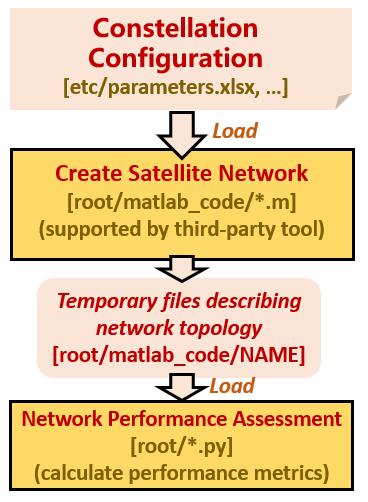 Constellation
Configuration
[etc/parameters.xlsx, ...]
Load
Create Satellite Network
[root/matlab_code/*.m]
(supported by third-party tool)
Temporary files describing
network topology
[root/matlab_code/NAME]
Load
Network Performance Assessment
[root/*.py]
(calculate performance metrics)